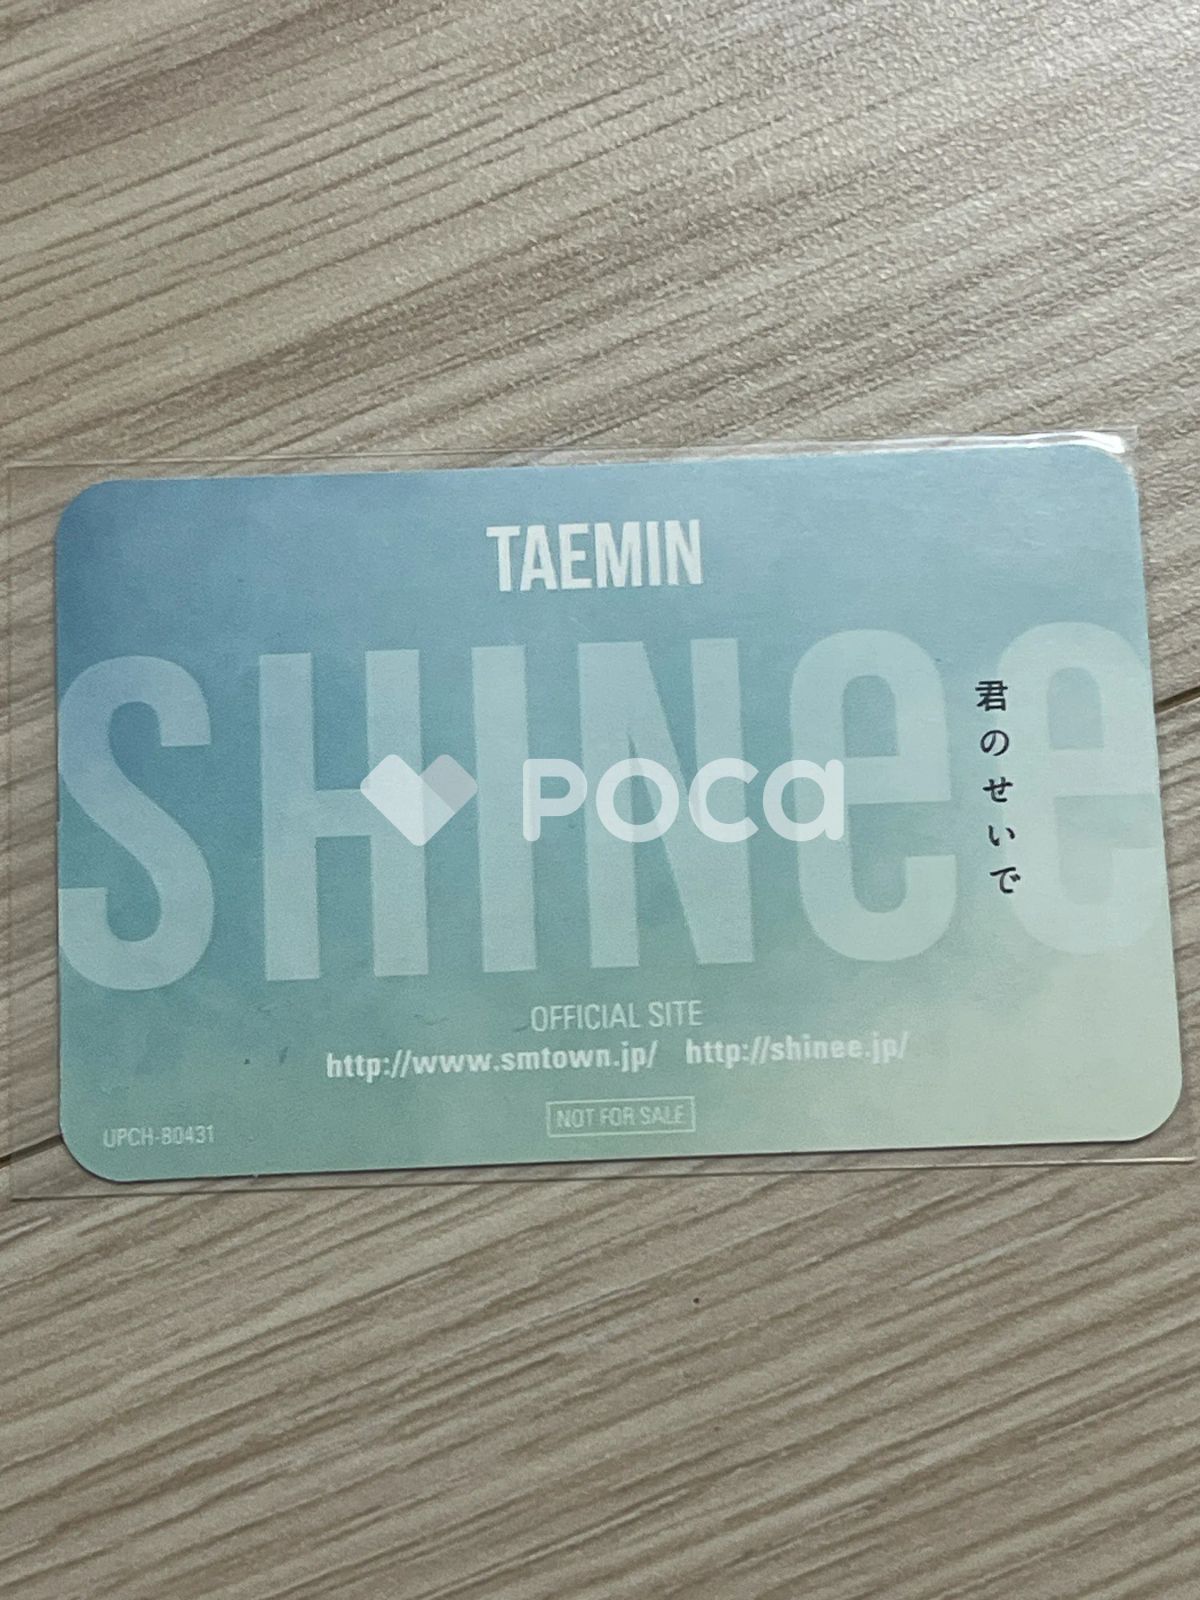 TAEMIN
SHINee
君のせいで
POCA
OFFICIAL SITE
http://www.smtown.jp/ http://shinee.jp/
NOT FOR SALE
UPCH-80431